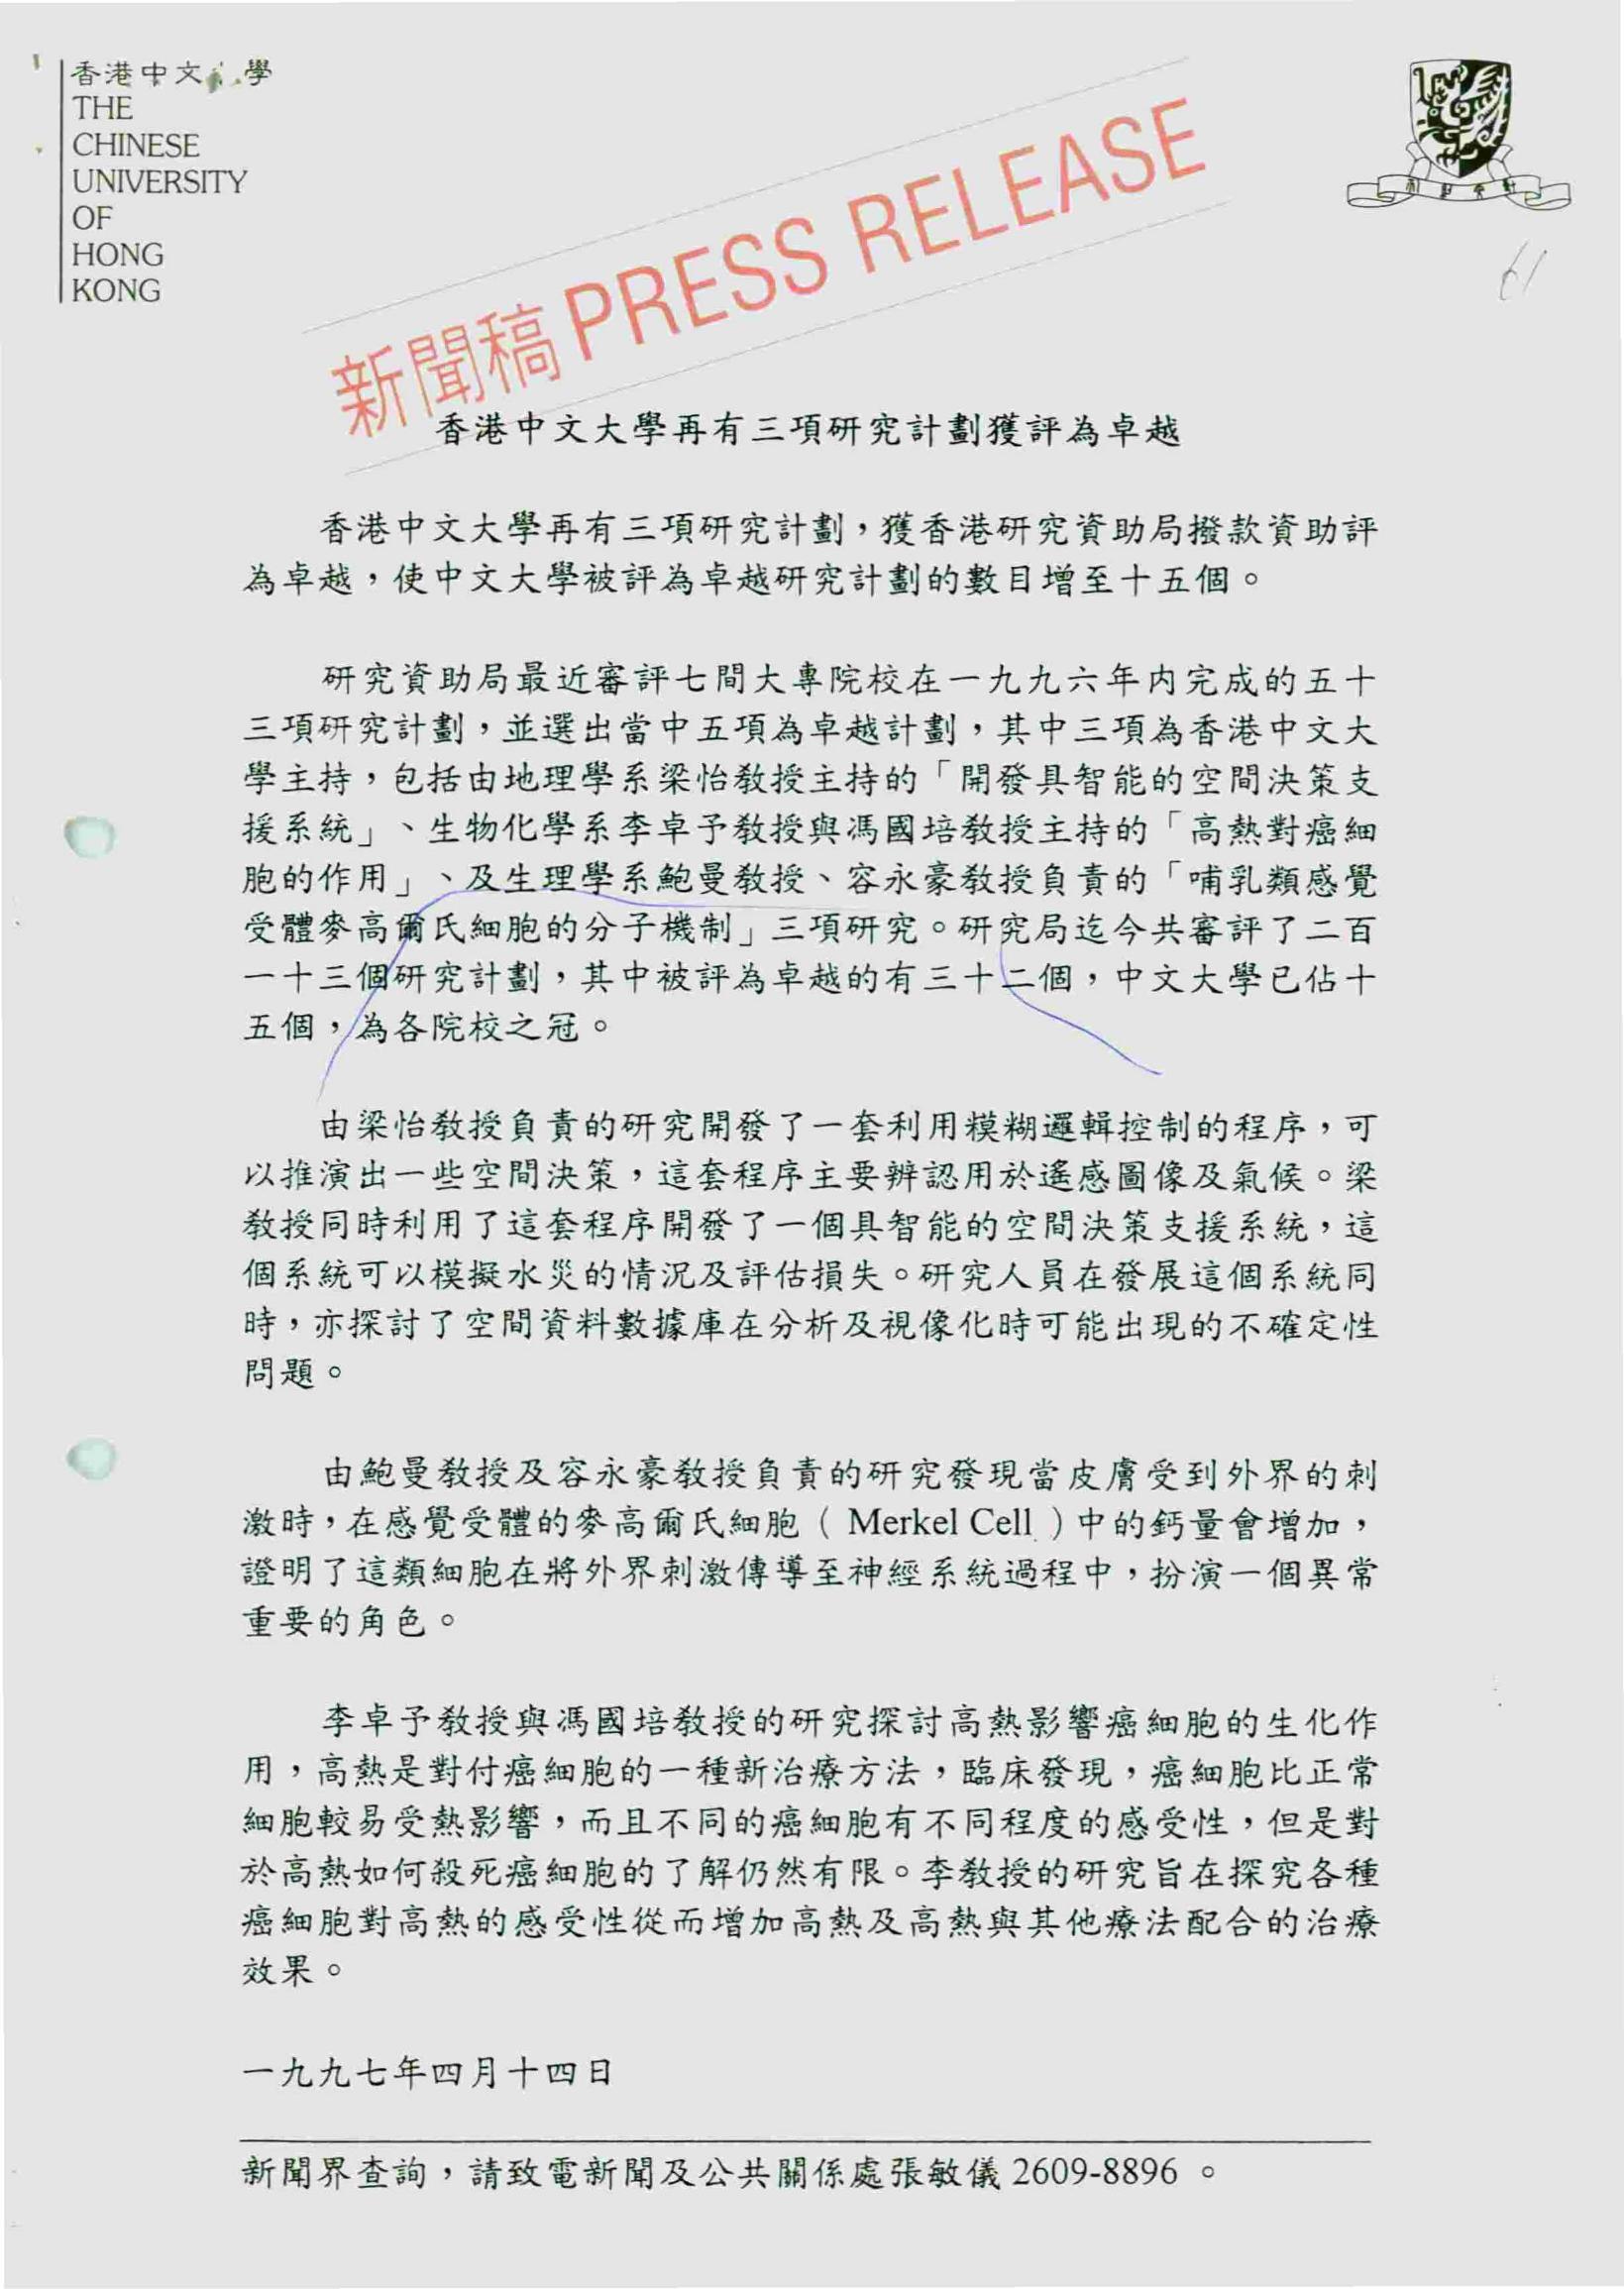 香港中文 學
THE
CHINESE
UNIVERSITY
OF
HONG
KONG
新聞稿 PRESS RELEASE
61
香港中文大學再有三項研究計劃獲評為卓越
香港中文大學再有三項研究計劃，獲香港研究資助局撥款資助評
為卓越，使中文大學被評為卓越研究計劃的數目增至十五個。
研究資助局最近審評七間大專院校在一九九六年內完成的五十
三項研究計劃，並選出當中五項為卓越計劃，其中三項為香港中文大
學主持，包括由地理學系梁怡教授主持的「開發具智能的空間決策支
援系統」、生物化學系李卓予教授與馮國培教授主持的「高熱對癌細
胞的作用」、及生理學系鮑曼教授、容永豪教授負責的「哺乳類感覺
受體麥高爾氏細胞的分子機制」三項研究。研究局迄今共審評了二百
一十三個研究計劃，其中被評為卓越的有三十二個，中文大學已佔十
五個，為各院校之冠。
由梁怡教授負責的研究開發了一套利用糢糊邏輯控制的程序，可
以推演出一些空間決策，這套程序主要辨認用於遙感圖像及氣候。梁
教授同時利用了這套程序開發了一個具智能的空間決策支援系統，這
個系統可以模擬水災的情況及評估損失。研究人員在發展這個系統同
時，亦探討了空間資料數據庫在分析及視像化時可能出現的不確定性
問題。
由鮑曼教授及容永豪教授負責的研究發現當皮膚受到外界的刺
激時，在感覺受體的麥高爾氏細胞（ Merkel Cell ）中的鈣量會增加，
證明了這類細胞在將外界刺激傳導至神經系統過程中，扮演一個異常
重要的角色。
李卓予教授與馮國培教授的研究探討高熱影響癌細胞的生化作
用，高熱是對付癌細胞的一種新治療方法，臨床發現，癌細胞比正常
細胞較易受熱影響，而且不同的癌細胞有不同程度的感受性，但是對
於高熱如何殺死癌細胞的了解仍然有限。李教授的研究旨在探究各種
癌細胞對高熱的感受性從而增加高熱及高熱與其他療法配合的治療
效果。
一九九七年四月十四日
新聞界查詢，請致電新聞及公共關係處張敏儀 2609-8896 。